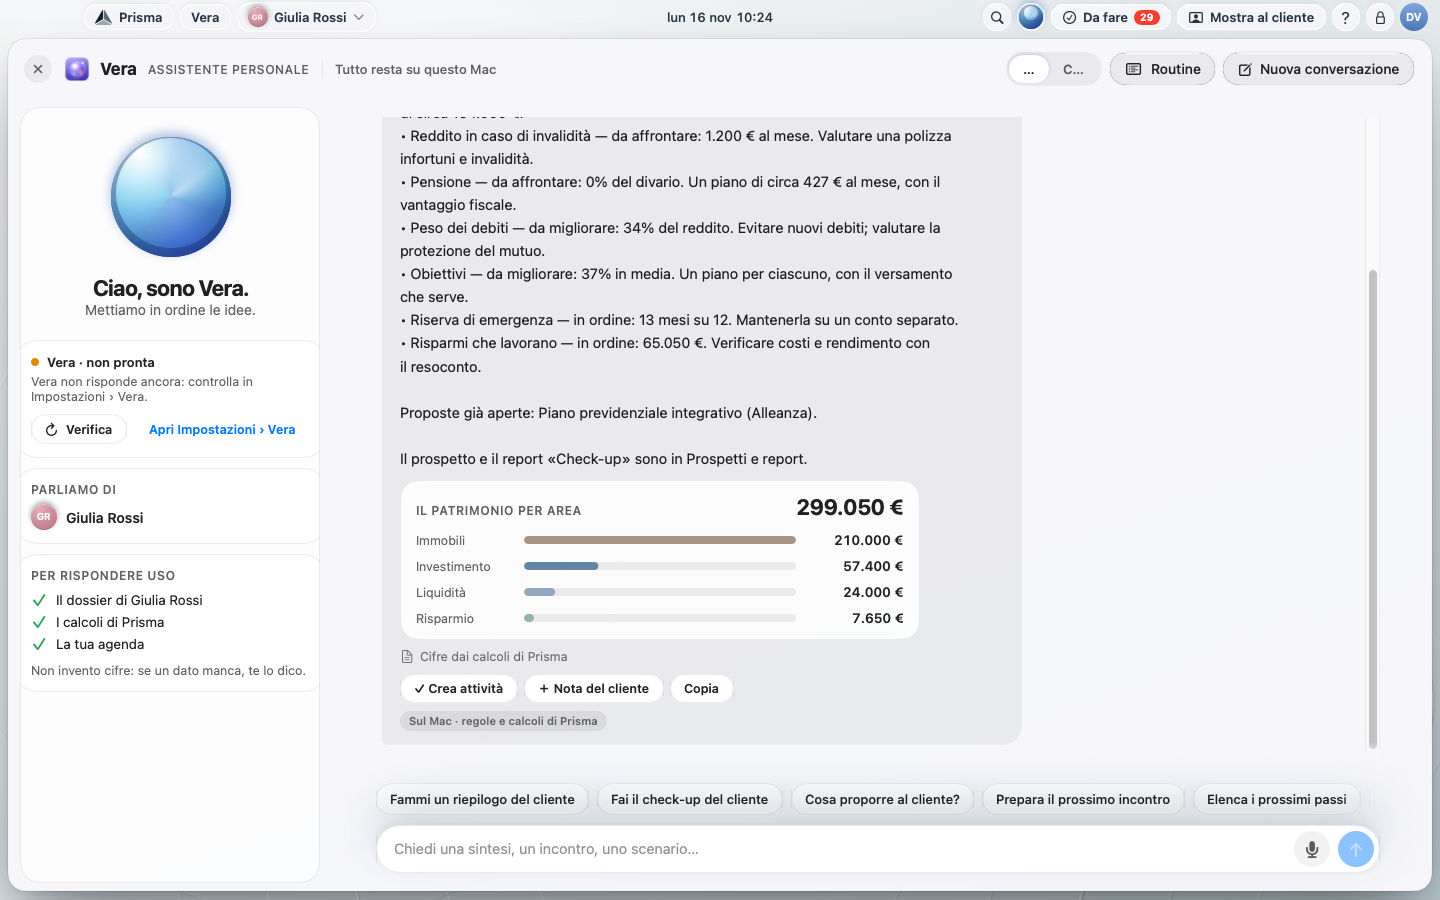 Prisma
Vera
GR Giulia Rossi
lun 16 nov 10:24
Da fare 29
Mostra al cliente
?
DV
Vera ASSISTENTE PERSONALE
Tutto resta su questo Mac
...
C...
Routine
Nuova conversazione
Ciao, sono Vera.
Mettiamo in ordine le idee.
Vera · non pronta
Vera non risponde ancora: controlla in
Impostazioni › Vera.
Verifica
Apri Impostazioni › Vera
PARLIAMO DI
GR Giulia Rossi
PER RISPONDERE USO
Il dossier di Giulia Rossi
I calcoli di Prisma
La tua agenda
Non invento cifre: se un dato manca, te lo dico.
• Reddito in caso di invalidità — da affrontare: 1.200 € al mese. Valutare una polizza
infortuni e invalidità.
• Pensione — da affrontare: 0% del divario. Un piano di circa 427 € al mese, con il
vantaggio fiscale.
• Peso dei debiti — da migliorare: 34% del reddito. Evitare nuovi debiti; valutare la
protezione del mutuo.
• Obiettivi — da migliorare: 37% in media. Un piano per ciascuno, con il versamento
che serve.
• Riserva di emergenza — in ordine: 13 mesi su 12. Mantenerla su un conto separato.
• Risparmi che lavorano — in ordine: 65.050 €. Verificare costi e rendimento con
il resoconto.
Proposte già aperte: Piano previdenziale integrativo (Alleanza).
Il prospetto e il report «Check-up» sono in Prospetti e report.
IL PATRIMONIO PER AREA 299.050 €
Immobili 210.000 €
Investimento 57.400 €
Liquidità 24.000 €
Risparmio 7.650 €
Cifre dai calcoli di Prisma
✓ Crea attività
+ Nota del cliente
Copia
Sul Mac · regole e calcoli di Prisma
Fammi un riepilogo del cliente
Fai il check-up del cliente
Cosa proporre al cliente?
Prepara il prossimo incontro
Elenca i prossimi passi
Chiedi una sintesi, un incontro, uno scenario...